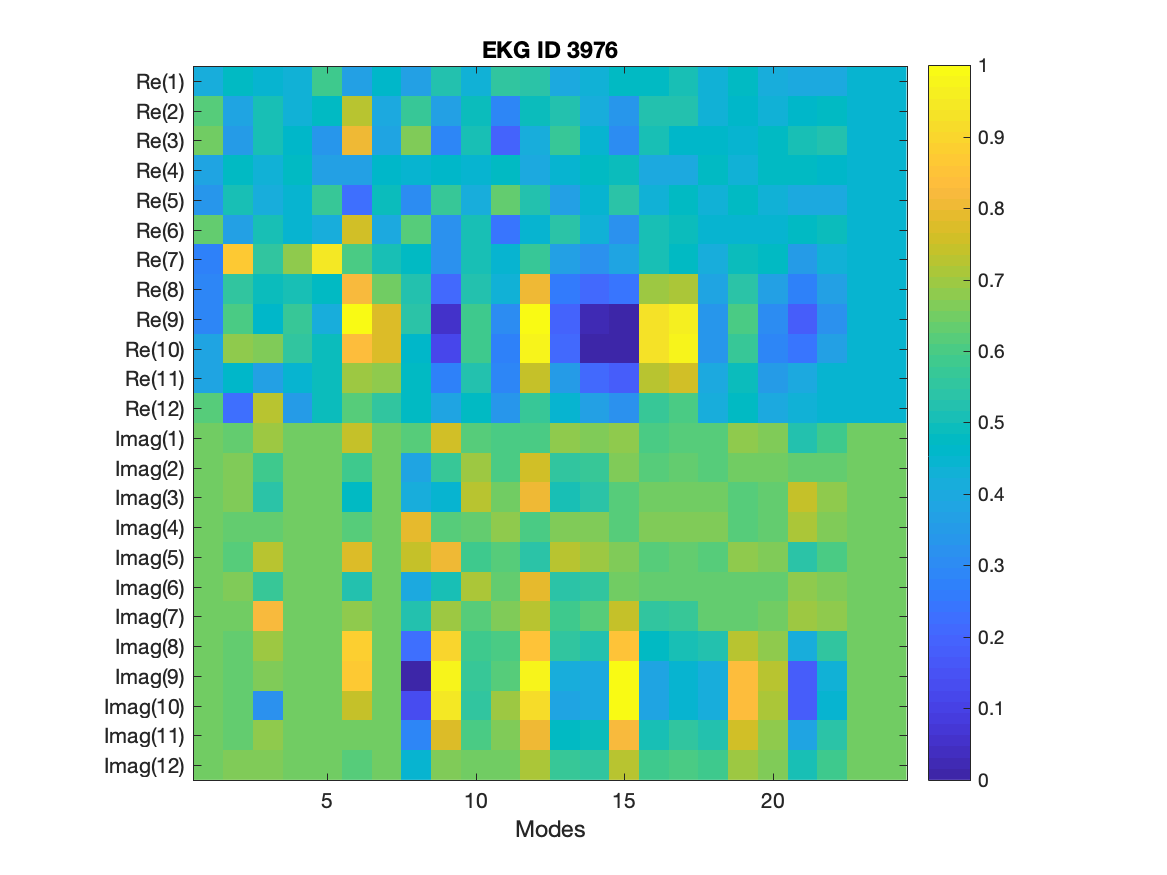 EKG ID 3976
Re(1)
Re(2)
Re(3)
Re(4)
Re(5)
Re(6)
Re(7)
Re(8)
Re(9)
Re(10)
Re(11)
Re(12)
Imag(1)
Imag(2)
Imag(3)
Imag(4)
Imag(5)
Imag(6)
Imag(7)
Imag(8)
Imag(9)
Imag(10)
Imag(11)
Imag(12)
5 10 15 20
Modes
1
0.9
0.8
0.7
0.6
0.5
0.4
0.3
0.2
0.1
0